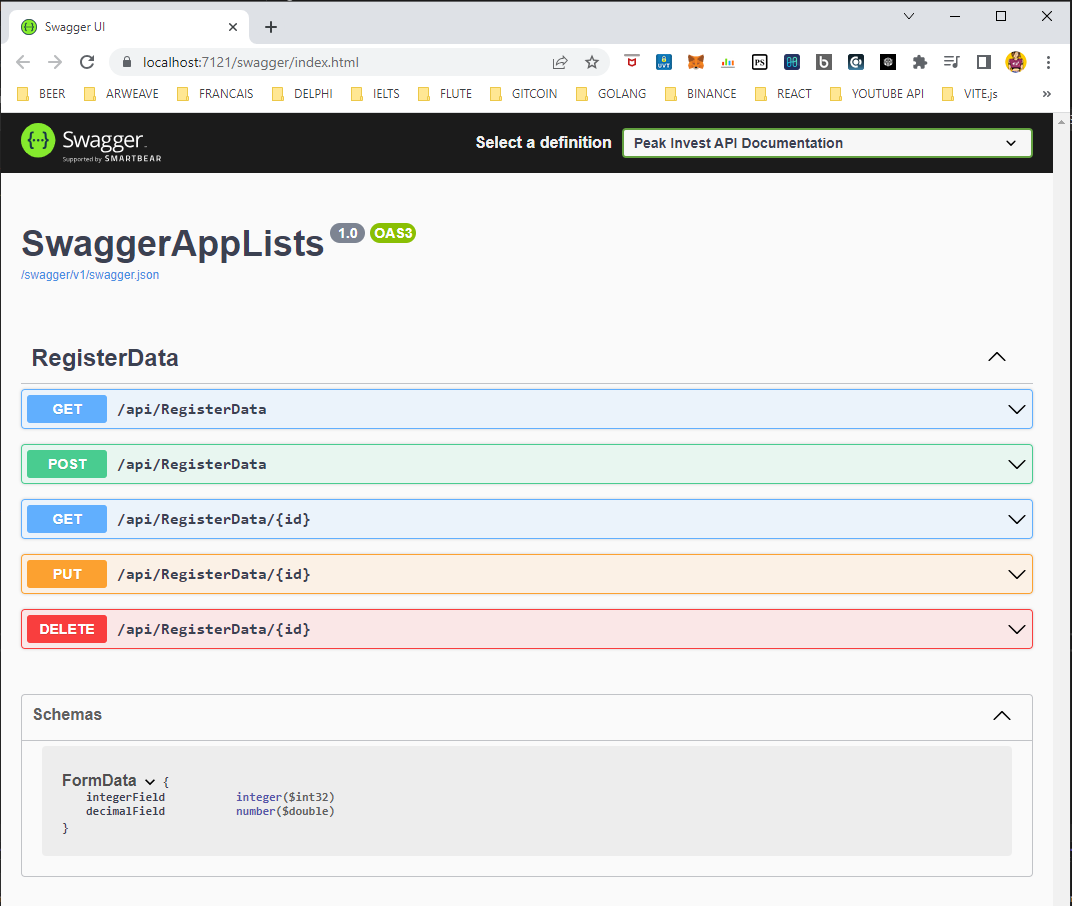 Swagger UI
localhost:7121/swagger/index.html
UVT
PS
b
BEER ARWEAVE FRANCAIS DELPHI IELTS FLUTE GITCOIN GOLANG BINANCE REACT YOUTUBE API VITE.js »
{··} Swagger
Supported by SMARTBEAR
Select a definition Peak Invest API Documentation
SwaggerAppLists 1.0 OAS3
/swagger/v1/swagger.json
RegisterData
GET /api/RegisterData
POST /api/RegisterData
GET /api/RegisterData/{id}
PUT /api/RegisterData/{id}
DELETE /api/RegisterData/{id}
Schemas
FormData {
integerField integer($int32)
decimalField number($double)
}